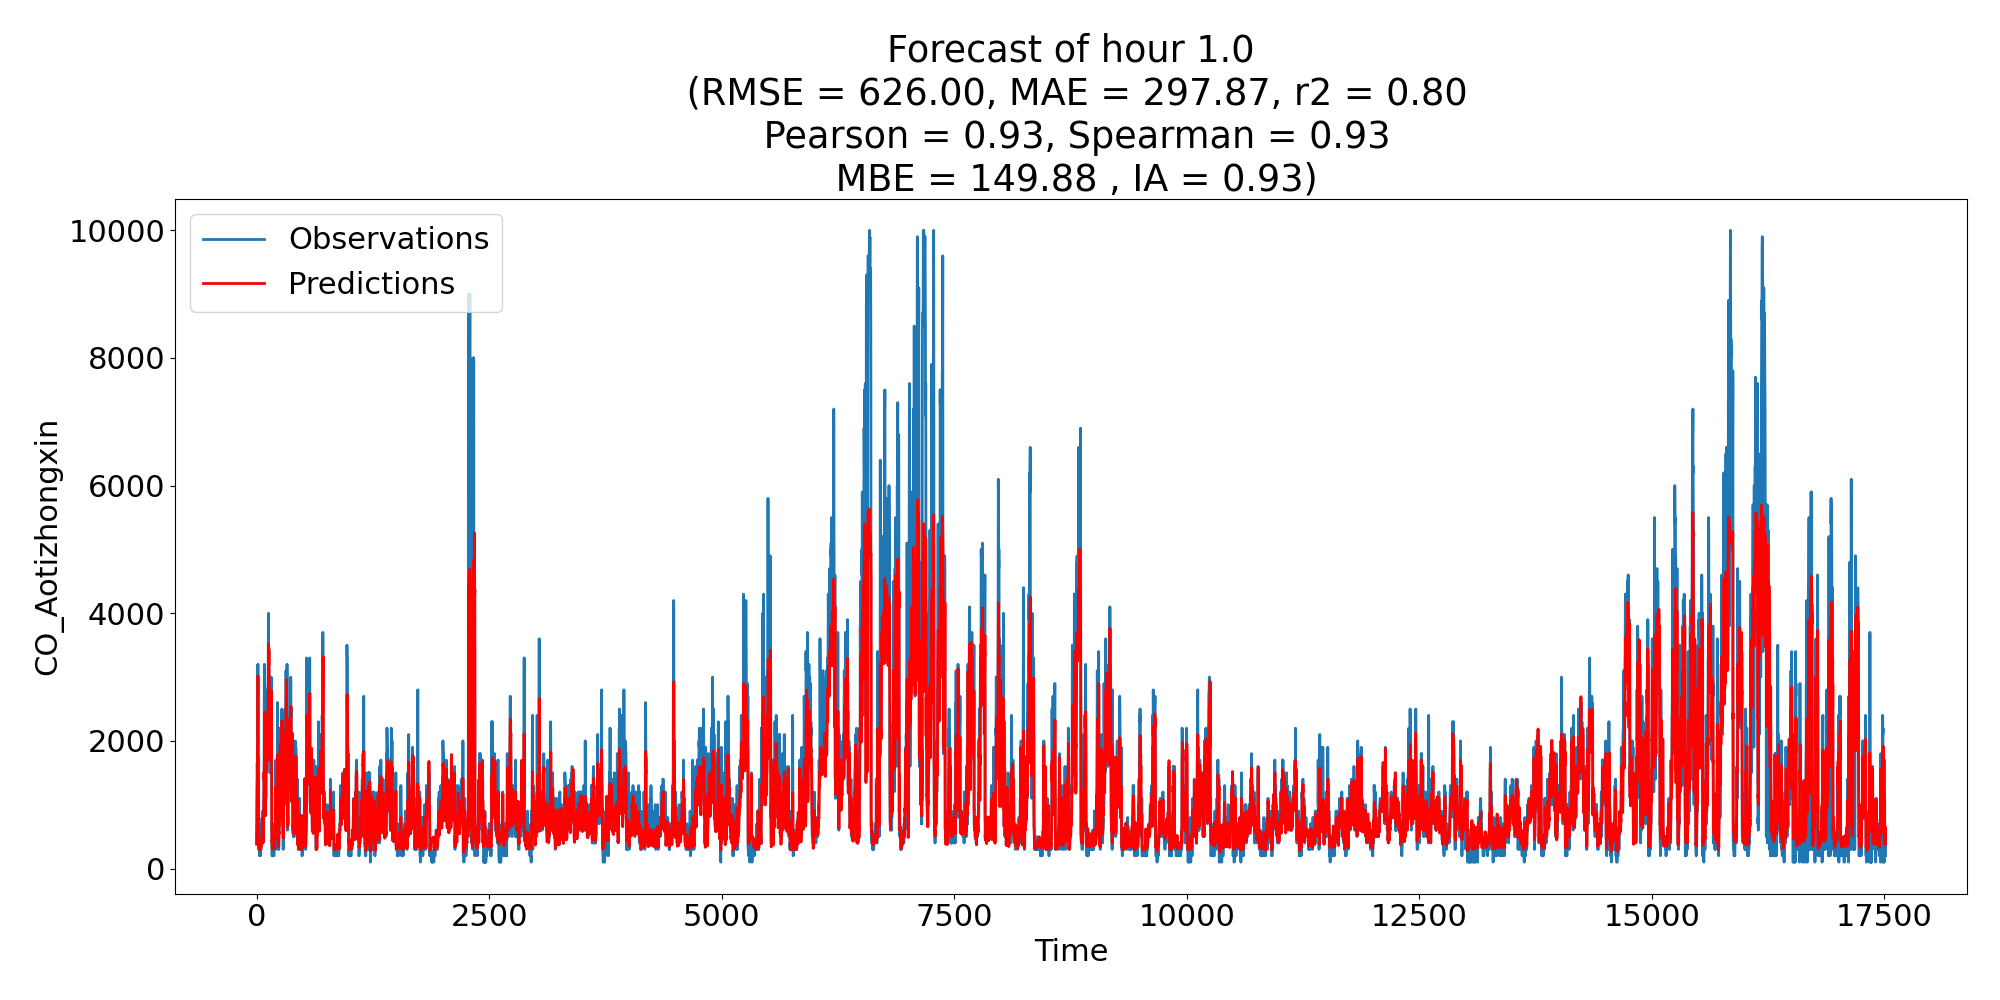 Forecast of hour 1.0
(RMSE = 626.00, MAE = 297.87, r2 = 0.80
Pearson = 0.93, Spearman = 0.93
MBE = 149.88 , IA = 0.93)
Observations
Predictions
10000
8000
6000
4000
2000
0
CO_Aotizhongxin
0 2500 5000 7500 10000 12500 15000 17500
Time